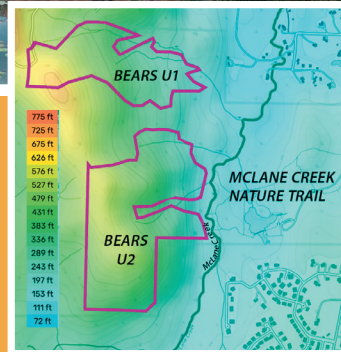 BEARS U1
775 ft
725 ft
675 ft
626 ft
576 ft
527 ft
479 ft
431 ft
383 ft
336 ft
289 ft
243 ft
197 ft
153 ft
111 ft
72 ft
MCLANE CREEK
NATURE TRAIL
BEARS
U2
McLane Creek